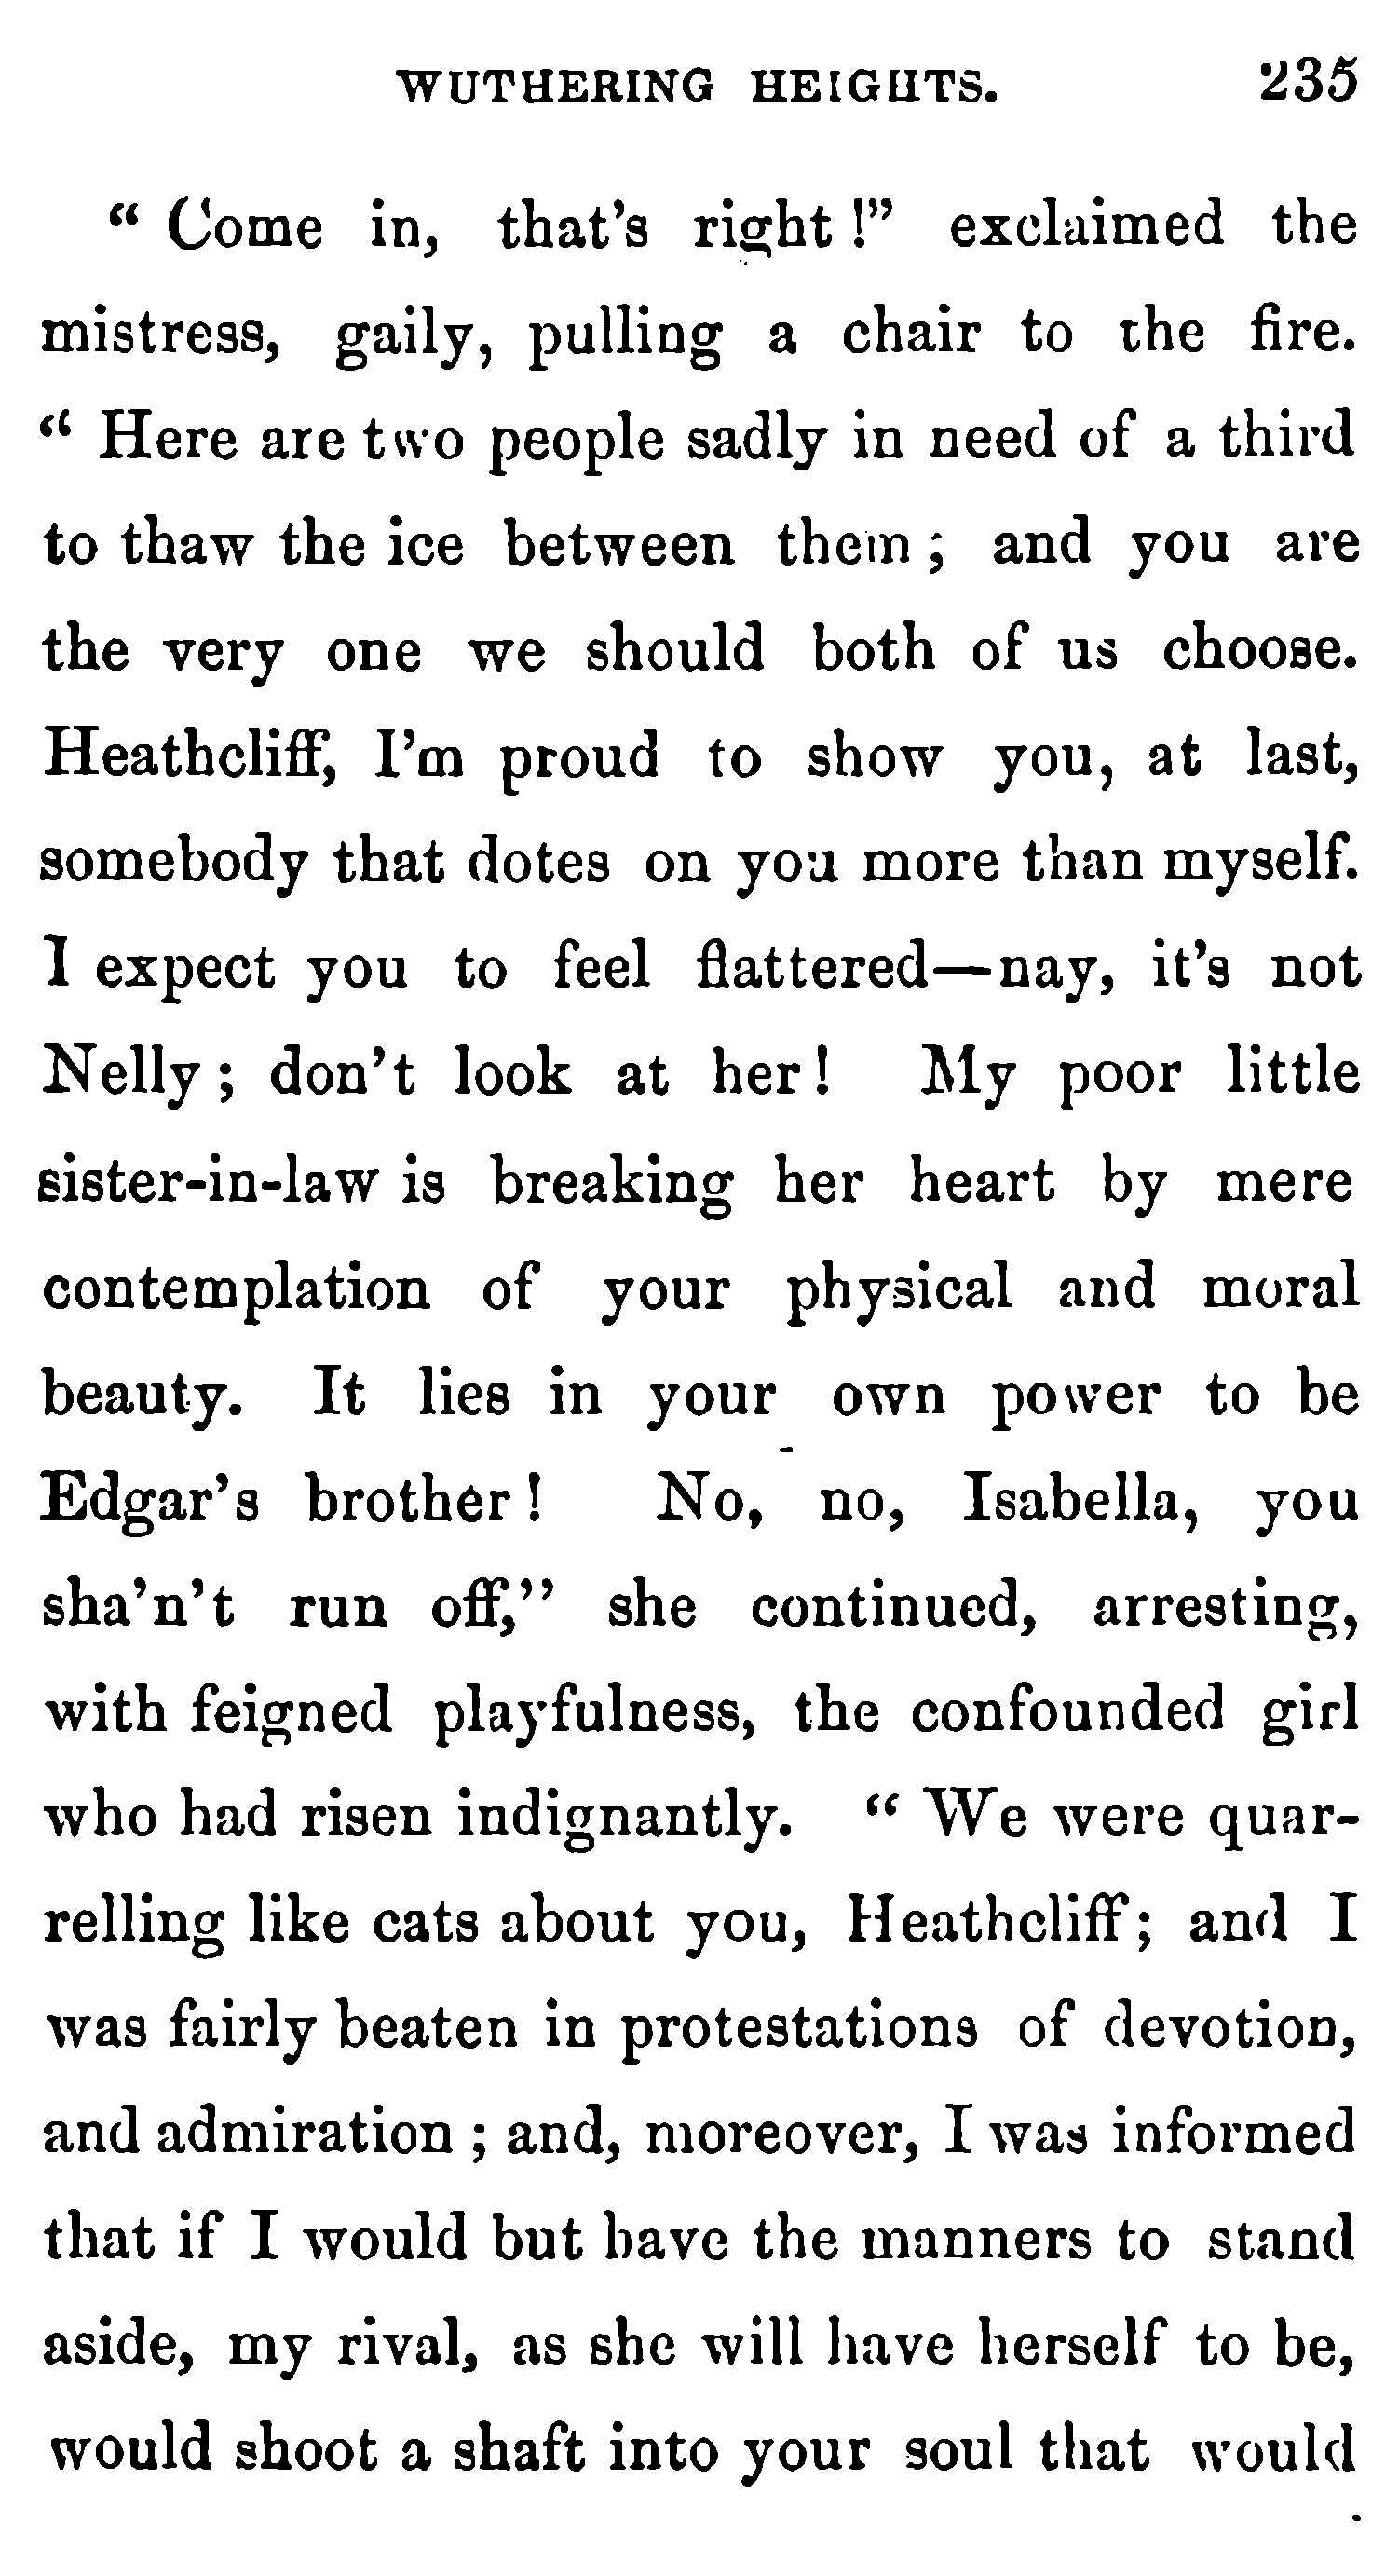 WUTHERING HEIGHTS. 235
“ Come in, that’s right !” exclaimed the
mistress, gaily, pulling a chair to the fire.
“ Here are two people sadly in need of a third
to thaw the ice between them ; and you are
the very one we should both of us choose.
Heathcliff, I’m proud to show you, at last,
somebody that dotes on you more than myself.
I expect you to feel flattered—nay, it’s not
Nelly ; don’t look at her ! My poor little
sister-in-law is breaking her heart by mere
contemplation of your physical and moral
beauty. It lies in your own power to be
Edgar’s brother ! No, no, Isabella, you
sha’n’t run off,” she continued, arresting,
with feigned playfulness, the confounded girl
who had risen indignantly. “ We were quar-
relling like cats about you, Heathcliff ; and I
was fairly beaten in protestations of devotion,
and admiration ; and, moreover, I was informed
that if I would but have the manners to stand
aside, my rival, as she will have herself to be,
would shoot a shaft into your soul that would